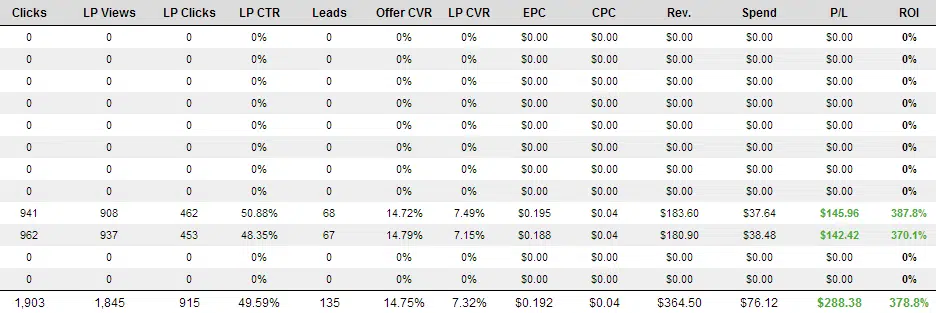 Clicks LP Views LP Clicks LP CTR Leads Offer CVR LP CVR EPC CPC Rev. Spend P/L ROI
0 0 0 0% 0 0% 0% $0.00 $0.00 $0.00 $0.00 $0.00 0%
0 0 0 0% 0 0% 0% $0.00 $0.00 $0.00 $0.00 $0.00 0%
0 0 0 0% 0 0% 0% $0.00 $0.00 $0.00 $0.00 $0.00 0%
0 0 0 0% 0 0% 0% $0.00 $0.00 $0.00 $0.00 $0.00 0%
0 0 0 0% 0 0% 0% $0.00 $0.00 $0.00 $0.00 $0.00 0%
0 0 0 0% 0 0% 0% $0.00 $0.00 $0.00 $0.00 $0.00 0%
0 0 0 0% 0 0% 0% $0.00 $0.00 $0.00 $0.00 $0.00 0%
0 0 0 0% 0 0% 0% $0.00 $0.00 $0.00 $0.00 $0.00 0%
941 908 462 50.88% 68 14.72% 7.49% $0.195 $0.04 $183.60 $37.64 $145.96 387.8%
962 937 453 48.35% 67 14.79% 7.15% $0.188 $0.04 $180.90 $38.48 $142.42 370.1%
0 0 0 0% 0 0% 0% $0.00 $0.00 $0.00 $0.00 $0.00 0%
0 0 0 0% 0 0% 0% $0.00 $0.00 $0.00 $0.00 $0.00 0%
1,903 1,845 915 49.59% 135 14.75% 7.32% $0.192 $0.04 $364.50 $76.12 $288.38 378.8%